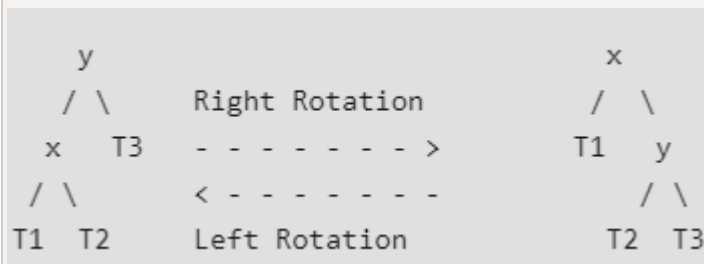 y x
/ \ Right Rotation / \
x T3 - - - - - - - > T1 y
/ \ < - - - - - - - / \
T1 T2 Left Rotation T2 T3